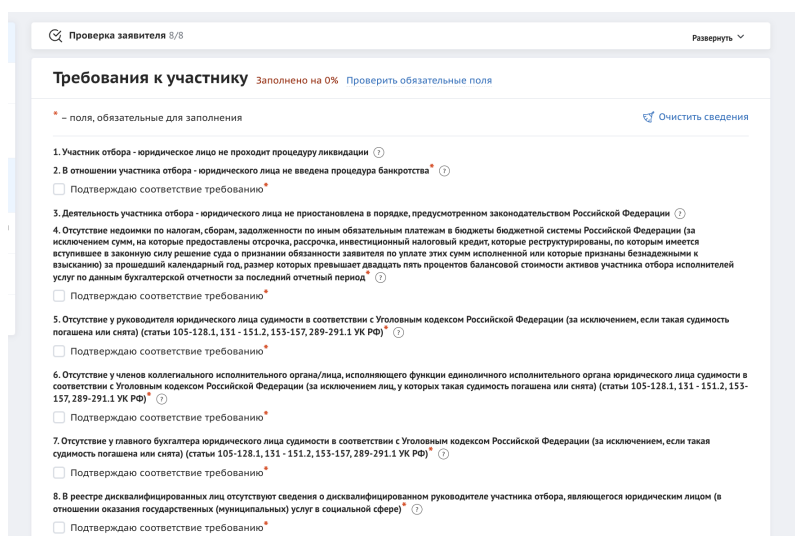 Проверка заявителя 8/8
Развернуть
Требования к участнику Заполнено на 0% Проверить обязательные поля
* – поля, обязательные для заполнения
Очистить сведения
1. Участник отбора - юридическое лицо не проходит процедуру ликвидации ?
2. В отношении участника отбора - юридического лица не введена процедура банкротства* ?
Подтверждаю соответствие требованию*
3. Деятельность участника отбора - юридического лица не приостановлена в порядке, предусмотренном законодательством Российской Федерации ?
4. Отсутствие недоимки по налогам, сборам, задолженности по иным обязательным платежам в бюджеты бюджетной системы Российской Федерации (за
исключением сумм, на которые предоставлены отсрочка, рассрочка, инвестиционный налоговый кредит, которые реструктурированы, по которым имеется
вступившее в законную силу решение суда о признании обязанности заявителя по уплате этих сумм исполненной или которые признаны безнадежными к
взысканию) за прошедший календарный год, размер которых превышает двадцать пять процентов балансовой стоимости активов участника отбора исполнителей
услуг по данным бухгалтерской отчетности за последний отчетный период* ?
Подтверждаю соответствие требованию*
5. Отсутствие у руководителя юридического лица судимости в соответствии с Уголовным кодексом Российской Федерации (за исключением, если такая судимость
погашена или снята) (статьи 105-128.1, 131 - 151.2, 153-157, 289-291.1 УК РФ)* ?
Подтверждаю соответствие требованию*
6. Отсутствие у членов коллегиального исполнительного органа/лица, исполняющего функции единоличного исполнительного органа юридического лица судимости в
соответствии с Уголовным кодексом Российской Федерации (за исключением лиц, у которых такая судимость погашена или снята) (статьи 105-128.1, 131 - 151.2, 153-
157, 289-291.1 УК РФ)* ?
Подтверждаю соответствие требованию*
7. Отсутствие у главного бухгалтера юридического лица судимости в соответствии с Уголовным кодексом Российской Федерации (за исключением, если такая
судимость погашена или снята) (статьи 105-128.1, 131 - 151.2, 153-157, 289-291.1 УК РФ)* ?
Подтверждаю соответствие требованию*
8. В реестре дисквалифицированных лиц отсутствуют сведения о дисквалифицированном руководителе участника отбора, являющегося юридическим лицом (в
отношении оказания государственных (муниципальных) услуг в социальной сфере)* ?
Подтверждаю соответствие требованию*